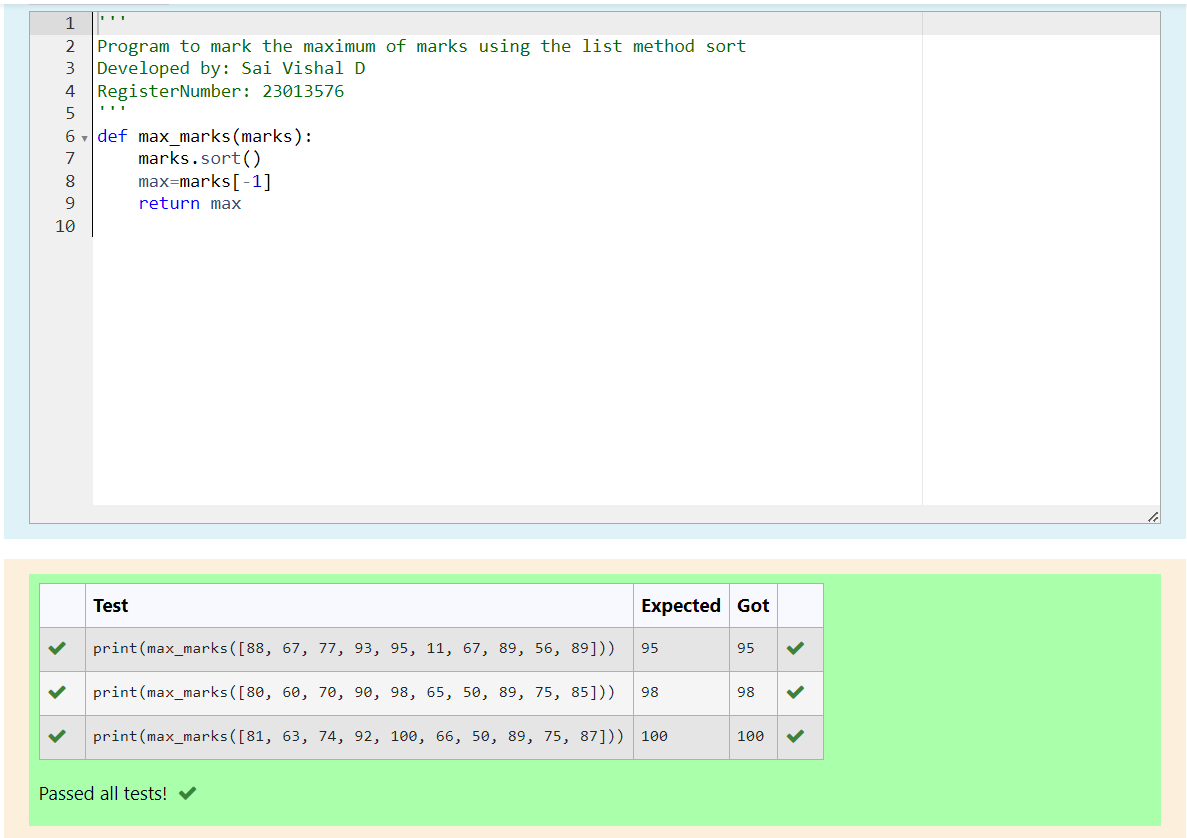 1 '''
2 Program to mark the maximum of marks using the list method sort
3 Developed by: Sai Vishal D
4 RegisterNumber: 23013576
5 '''
6 def max_marks(marks):
7     marks.sort()
8     max=marks[-1]
9     return max
10
Test Expected Got
print(max_marks([88, 67, 77, 93, 95, 11, 67, 89, 56, 89])) 95 95
print(max_marks([80, 60, 70, 90, 98, 65, 50, 89, 75, 85])) 98 98
print(max_marks([81, 63, 74, 92, 100, 66, 50, 89, 75, 87])) 100 100
Passed all tests!